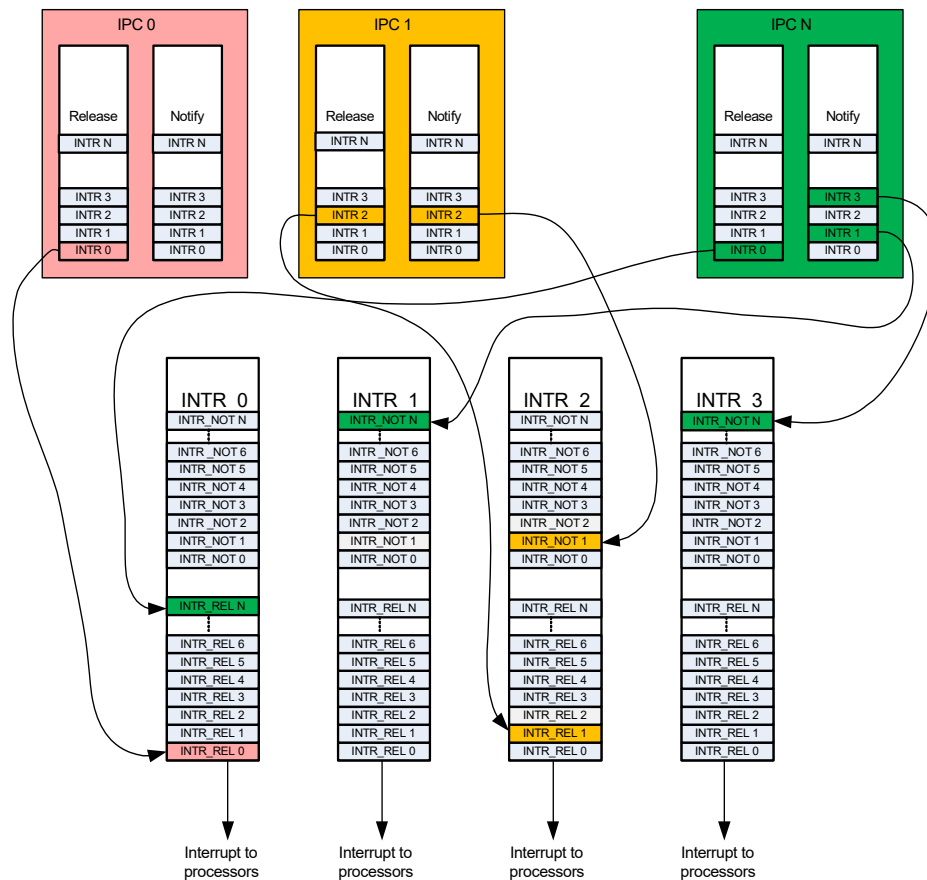 IPC 0
Release
Notify
INTR N
INTR N
INTR 3
INTR 3
INTR 2
INTR 2
INTR 1
INTR 1
INTR 0
INTR 0
IPC 1
Release
Notify
INTR N
INTR N
INTR 3
INTR 3
INTR 2
INTR 2
INTR 1
INTR 1
INTR 0
INTR 0
IPC N
Release
Notify
INTR N
INTR N
INTR 3
INTR 3
INTR 2
INTR 2
INTR 1
INTR 1
INTR 0
INTR 0
INTR 0
INTR_NOT N
INTR_NOT 6
INTR_NOT 5
INTR_NOT 4
INTR_NOT 3
INTR_NOT 2
INTR_NOT 1
INTR_NOT 0
INTR_REL N
INTR_REL 6
INTR_REL 5
INTR_REL 4
INTR_REL 3
INTR_REL 2
INTR_REL 1
INTR_REL 0
Interrupt to
processors
INTR 1
INTR_NOT N
INTR_NOT 6
INTR_NOT 5
INTR_NOT 4
INTR_NOT 3
INTR_NOT 2
INTR_NOT 1
INTR_NOT 0
INTR_REL N
INTR_REL 6
INTR_REL 5
INTR_REL 4
INTR_REL 3
INTR_REL 2
INTR_REL 1
INTR_REL 0
Interrupt to
processors
INTR 2
INTR_NOT N
INTR_NOT 6
INTR_NOT 5
INTR_NOT 4
INTR_NOT 3
INTR_NOT 2
INTR_NOT 1
INTR_NOT 0
INTR_REL N
INTR_REL 6
INTR_REL 5
INTR_REL 4
INTR_REL 3
INTR_REL 2
INTR_REL 1
INTR_REL 0
Interrupt to
processors
INTR 3
INTR_NOT N
INTR_NOT 6
INTR_NOT 5
INTR_NOT 4
INTR_NOT 3
INTR_NOT 2
INTR_NOT 1
INTR_NOT 0
INTR_REL N
INTR_REL 6
INTR_REL 5
INTR_REL 4
INTR_REL 3
INTR_REL 2
INTR_REL 1
INTR_REL 0
Interrupt to
processors